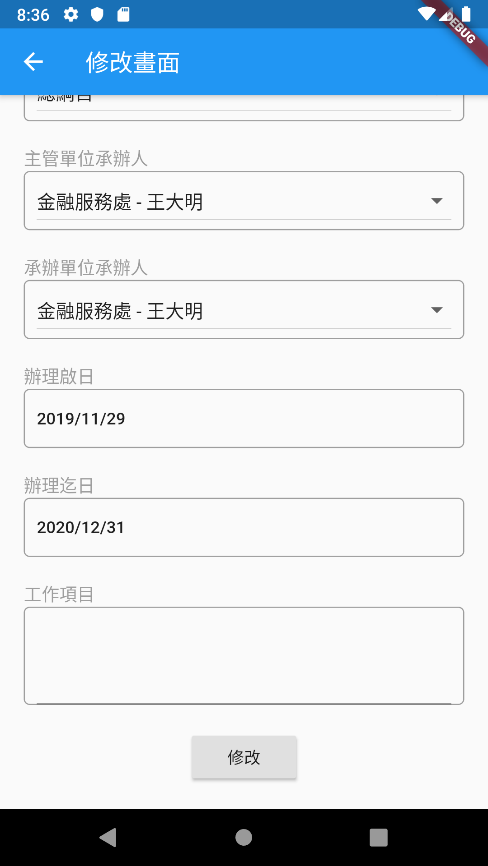 8:36
DEBUG
修改畫面
主管單位承辦人
金融服務處 - 王大明
承辦單位承辦人
金融服務處 - 王大明
辦理啟日
2019/11/29
辦理迄日
2020/12/31
工作項目
修改